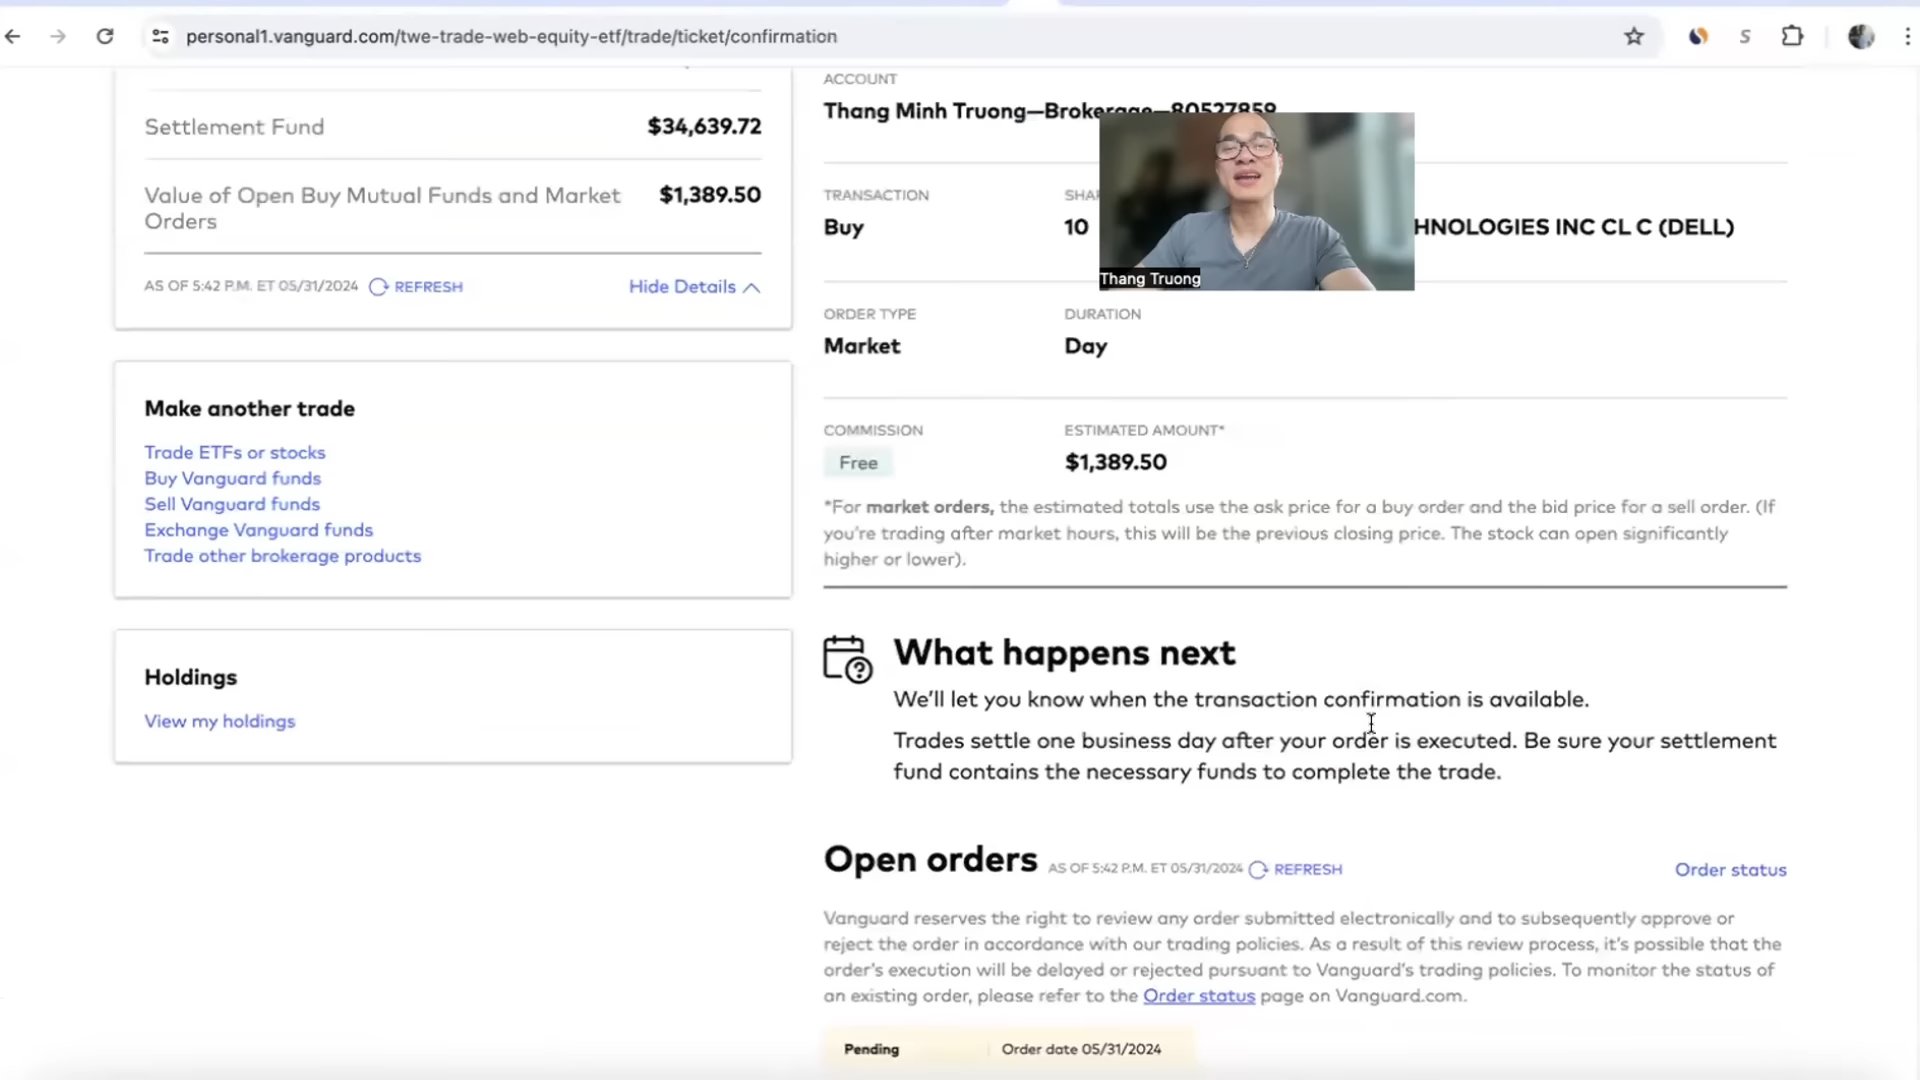 personal1.vanguard.com/twe-trade-web-equity-etf/trade/ticket/confirmation
Settlement Fund $34,639.72
Value of Open Buy Mutual Funds and Market
Orders
$1,389.50
AS OF 5:42 P.M. ET 05/31/2024 REFRESH
Hide Details
Make another trade
Trade ETFs or stocks
Buy Vanguard funds
Sell Vanguard funds
Exchange Vanguard funds
Trade other brokerage products
Holdings
View my holdings
ACCOUNT
Thang Minh Truong—Brokerage—80527859
TRANSACTION
Buy
SHA
10
HNOLOGIES INC CL C (DELL)
Thang Truong
ORDER TYPE
Market
DURATION
Day
COMMISSION
Free
ESTIMATED AMOUNT*
$1,389.50
*For market orders, the estimated totals use the ask price for a buy order and the bid price for a sell order. (If
you're trading after market hours, this will be the previous closing price. The stock can open significantly
higher or lower).
What happens next
We'll let you know when the transaction confirmation is available.
Trades settle one business day after your order is executed. Be sure your settlement
fund contains the necessary funds to complete the trade.
Open orders AS OF 5:42 P.M. ET 05/31/2024 REFRESH
Order status
Vanguard reserves the right to review any order submitted electronically and to subsequently approve or
reject the order in accordance with our trading policies. As a result of this review process, it's possible that the
order's execution will be delayed or rejected pursuant to Vanguard's trading policies. To monitor the status of
an existing order, please refer to the Order status page on Vanguard.com.
Pending Order date 05/31/2024